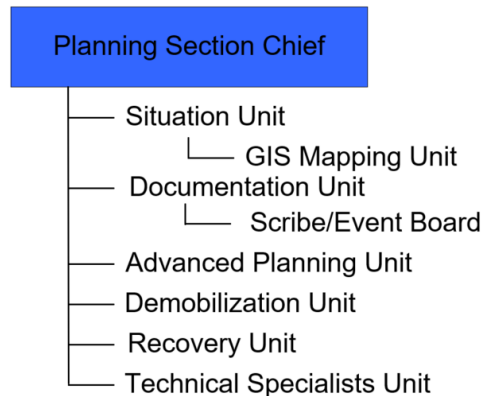 Planning Section Chief
Situation Unit
GIS Mapping Unit
Documentation Unit
Scribe/Event Board
Advanced Planning Unit
Demobilization Unit
Recovery Unit
Technical Specialists Unit